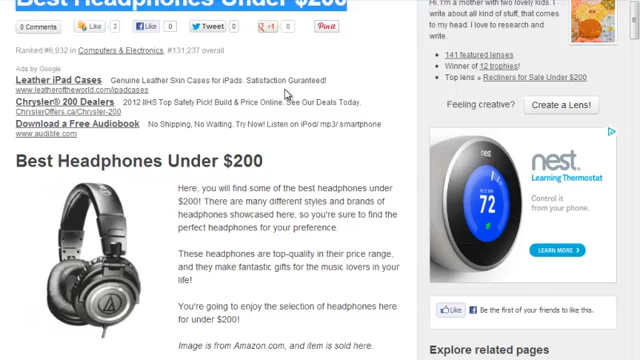 Best Headphones Under $200
0 Comments
Like 3
Like 0
Tweet 0
+1 0
Pin it
Ranked #6,932 in Computers & Electronics, #131,237 overall
Ads by Google
Leather iPad Cases Genuine Leather Skin Cases for iPads. Satisfaction Guranteed!
www.leatheroftheworld.com/ipadcases
Chrysler® 200 Dealers 2012 IIHS Top Safety Pick! Build & Price Online. See Our Deals Today.
ChryslerOffers.ca/Chrysler-200
Download a Free Audiobook No Shipping, No Waiting. Try Now! Listen on iPod/ mp3/ smartphone
www.audible.com
Best Headphones Under $200
Here, you will find some of the best headphones under
$200! There are many different styles and brands of
headphones showcased here, so you're sure to find the
perfect headphones for your preference.
These headphones are top-quality in their price range,
and they make fantastic gifts for the music lovers in your
life!
You're going to enjoy the selection of headphones here
for under $200!
Image is from Amazon.com, and item is sold here.
Hi. I'm a mother with two lovely kids. I
write about all kind of stuff, that comes
to my head. I love to research and
write.
141 featured lenses
Winner of 12 trophies!
Top lens » Recliners for Sale Under $200
Feeling creative?
Create a Lens!
nest
72
nest
Learning Thermostat
Control it
from your phone.
LEARN MORE
Like
Be the first of your friends to like this.
Explore related pages